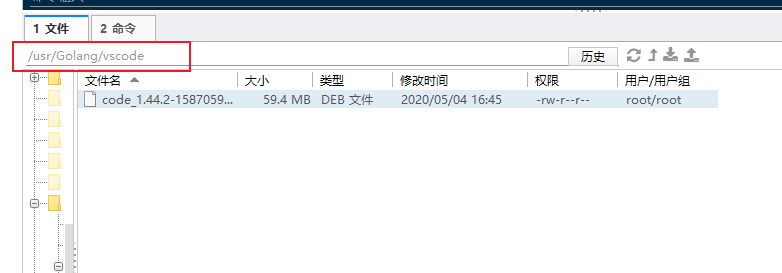 1 文件 2 命令
/usr/Golang/vscode 历史
文件名 大小 类型 修改时间 权限 用户/用户组
code_1.44.2-1587059... 59.4 MB DEB 文件 2020/05/04 16:45 -rw-r--r-- root/root